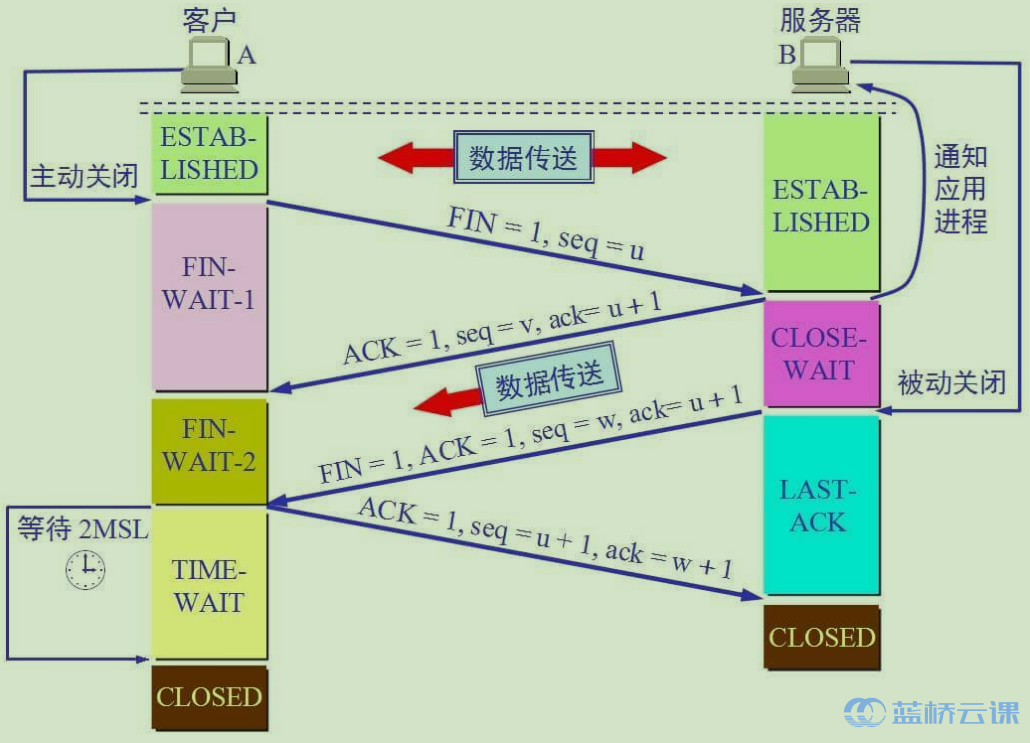 客户
A
服务器
B
ESTAB-
LISHED
主动关闭
数据传送
ESTAB-
LISHED
通知
应用
进程
FIN = 1, seq = u
FIN-
WAIT-1
ACK = 1, seq = v, ack= u + 1
CLOSE-
WAIT
数据传送
被动关闭
FIN-
WAIT-2
FIN = 1, ACK = 1, seq = w, ack= u + 1
LAST-
ACK
等待 2MSL
ACK = 1, seq = u + 1, ack = w + 1
TIME-
WAIT
CLOSED
CLOSED
蓝桥云课